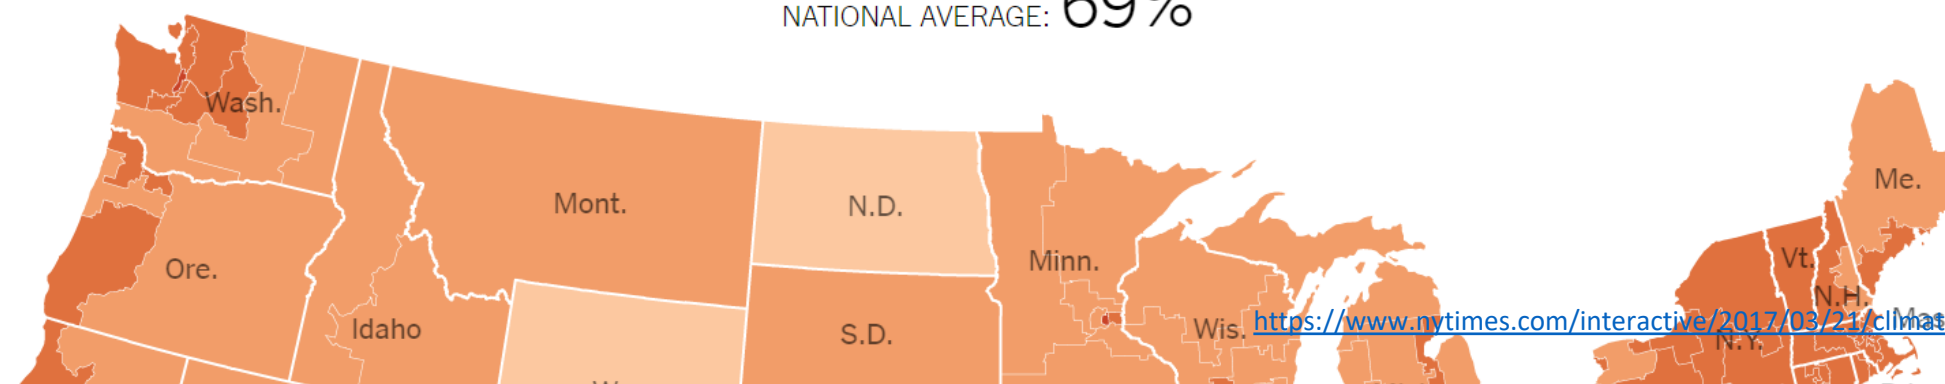 NATIONAL AVERAGE: 69%
Wash.
Me.
Mont.
N.D.
Vt.
Minn.
Ore.
N.H.
https://www.nytimes.com/interactive/2017/03/21/climat
Idaho
S.D.
Wis.
N.Y.